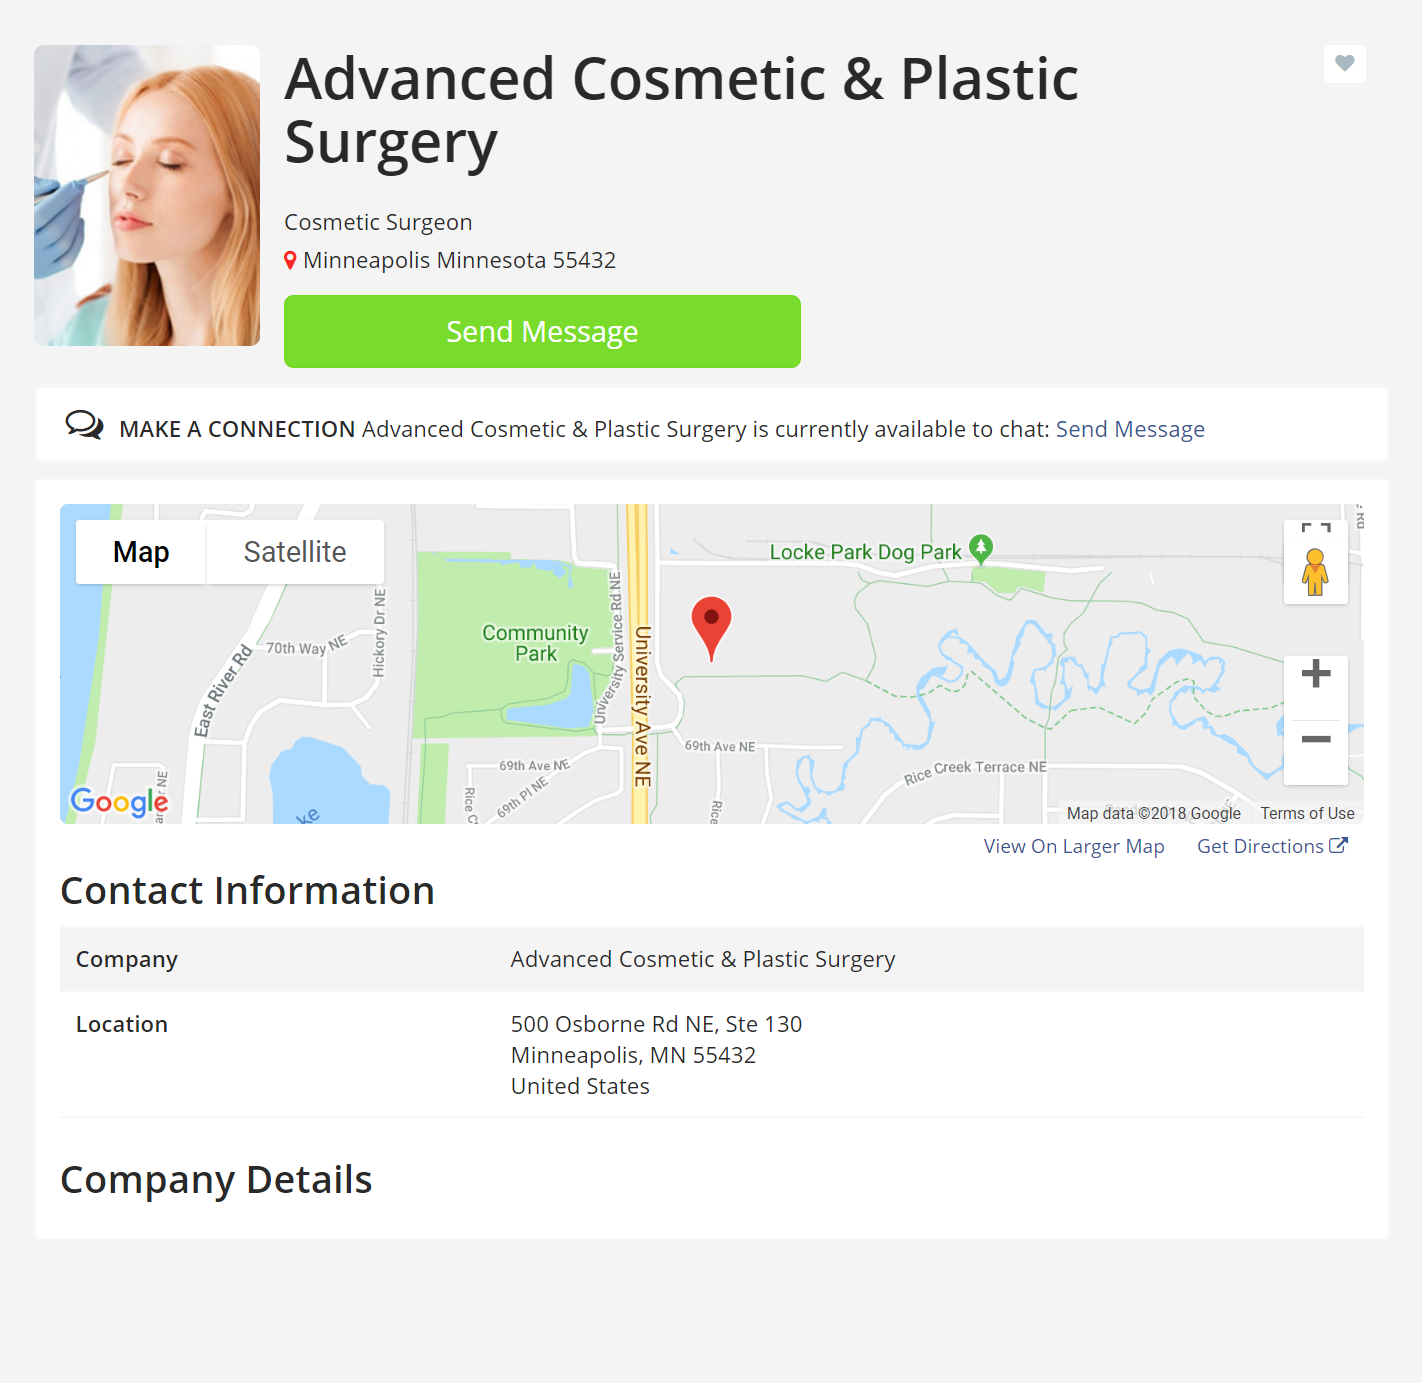 Advanced Cosmetic & Plastic
Surgery
Cosmetic Surgeon
Minneapolis Minnesota 55432
Send Message
MAKE A CONNECTION Advanced Cosmetic & Plastic Surgery is currently available to chat: Send Message
Map
Satellite
Locke Park Dog Park
Community
Park
University Service Rd NE
University Ave NE
Hickory Dr NE
70th Way NE
East River Rd
69th Ave NE
69th Ave NE
69th Pl NE
Rice C
Rice
Rice Creek Terrace NE
ke
Google
Map data ©2018 Google
Terms of Use
View On Larger Map
Get Directions
Contact Information
Company
Advanced Cosmetic & Plastic Surgery
Location
500 Osborne Rd NE, Ste 130
Minneapolis, MN 55432
United States
Company Details